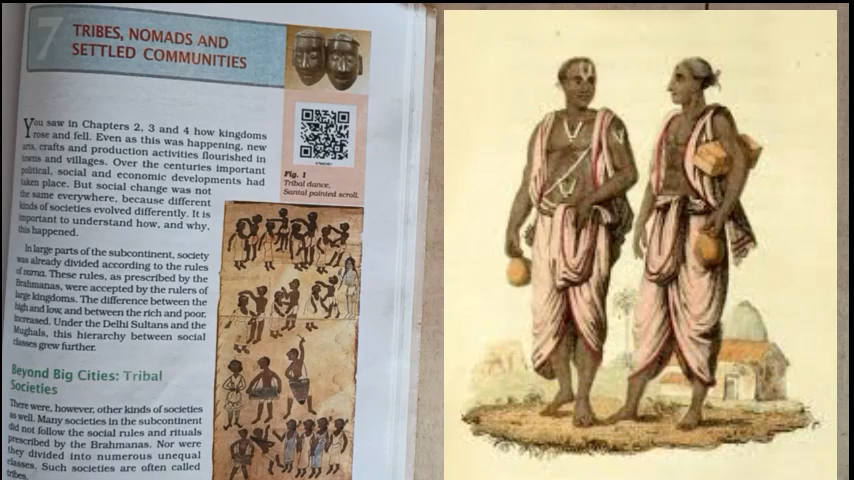 7 TRIBES, NOMADS AND
SETTLED COMMUNITIES
You saw in Chapters 2, 3 and 4 how kingdoms
rose and fell. Even as this was happening, new
arts, crafts and production activities flourished in
towns and villages. Over the centuries important
political, social and economic developments had
taken place. But social change was not
the same everywhere, because different
kinds of societies evolved differently. It is
important to understand how, and why,
this happened.
In large parts of the subcontinent, society
was already divided according to the rules
of varna. These rules, as prescribed by the
Brahmanas, were accepted by the rulers of
large kingdoms. The difference between the
high and low, and between the rich and poor,
increased. Under the Delhi Sultans and the
Mughals, this hierarchy between social
classes grew further.
Beyond Big Cities: Tribal
Societies
There were, however, other kinds of societies
as well. Many societies in the subcontinent
did not follow the social rules and rituals
prescribed by the Brahmanas. Nor were
they divided into numerous unequal
classes. Such societies are often called
tribes.
Fig. 1
Tribal dance,
Santal painted scroll.